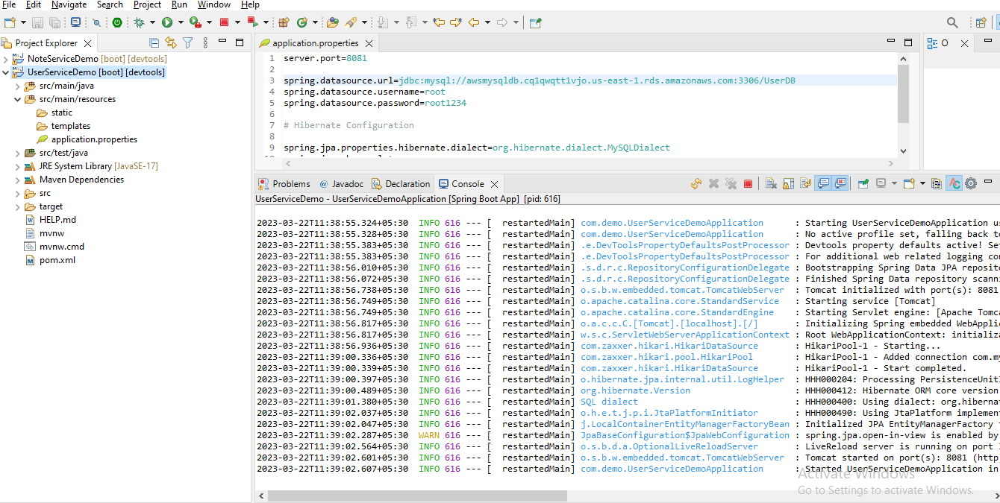 File Edit Navigate Search Project Run Window Help
Project Explorer
NoteServiceDemo [boot] [devtools]
UserServiceDemo [boot] [devtools]
src/main/java
src/main/resources
static
templates
application.properties
src/test/java
JRE System Library [JavaSE-17]
Maven Dependencies
src
target
HELP.md
mvnw
mvnw.cmd
pom.xml
application.properties
1 server.port=8081
2
3 spring.datasource.url=jdbc:mysql://awsmysqldb.cq1qwqtt1vjo.us-east-1.rds.amazonaws.com:3306/UserDB
4 spring.datasource.username=root
5 spring.datasource.password=root1234
6
7 # Hibernate Configuration
8
9 spring.jpa.properties.hibernate.dialect=org.hibernate.dialect.MySQLDialect
O
Problems @ Javadoc Declaration Console
UserServiceDemo - UserServiceDemoApplication [Spring Boot App] [pid: 616]
2023-03-22T11:38:55.324+05:30 INFO 616 --- [ restartedMain] com.demo.UserServiceDemoApplication : Starting UserServiceDemoApplication u
2023-03-22T11:38:55.328+05:30 INFO 616 --- [ restartedMain] com.demo.UserServiceDemoApplication : No active profile set, falling back t
2023-03-22T11:38:55.383+05:30 INFO 616 --- [ restartedMain] .e.DevToolsPropertyDefaultsPostProcessor : Devtools property defaults active! Se
2023-03-22T11:38:55.383+05:30 INFO 616 --- [ restartedMain] .e.DevToolsPropertyDefaultsPostProcessor : For additional web related logging co
2023-03-22T11:38:56.010+05:30 INFO 616 --- [ restartedMain] .s.d.r.c.RepositoryConfigurationDelegate : Bootstrapping Spring Data JPA reposit
2023-03-22T11:38:56.072+05:30 INFO 616 --- [ restartedMain] .s.d.r.c.RepositoryConfigurationDelegate : Finished Spring Data repository scann
2023-03-22T11:38:56.738+05:30 INFO 616 --- [ restartedMain] o.s.b.w.embedded.tomcat.TomcatWebServer : Tomcat initialized with port(s): 8081
2023-03-22T11:38:56.749+05:30 INFO 616 --- [ restartedMain] o.apache.catalina.core.StandardService : Starting service [Tomcat]
2023-03-22T11:38:56.749+05:30 INFO 616 --- [ restartedMain] o.apache.catalina.core.StandardEngine : Starting Servlet engine: [Apache Tomc
2023-03-22T11:38:56.817+05:30 INFO 616 --- [ restartedMain] o.a.c.c.C.[Tomcat].[localhost].[/] : Initializing Spring embedded WebAppli
2023-03-22T11:38:56.817+05:30 INFO 616 --- [ restartedMain] w.s.c.ServletWebServerApplicationContext : Root WebApplicationContext: initializ
2023-03-22T11:38:56.936+05:30 INFO 616 --- [ restartedMain] com.zaxxer.hikari.HikariDataSource : HikariPool-1 - Starting...
2023-03-22T11:39:00.336+05:30 INFO 616 --- [ restartedMain] com.zaxxer.hikari.pool.HikariPool : HikariPool-1 - Added connection com.m
2023-03-22T11:39:00.339+05:30 INFO 616 --- [ restartedMain] com.zaxxer.hikari.HikariDataSource : HikariPool-1 - Start completed.
2023-03-22T11:39:00.397+05:30 INFO 616 --- [ restartedMain] o.hibernate.jpa.internal.util.LogHelper : HHH000204: Processing PersistenceUnit
2023-03-22T11:39:00.489+05:30 INFO 616 --- [ restartedMain] org.hibernate.Version : HHH000412: Hibernate ORM core version
2023-03-22T11:39:01.380+05:30 INFO 616 --- [ restartedMain] SQL dialect : HHH000400: Using dialect: org.hiberna
2023-03-22T11:39:02.037+05:30 INFO 616 --- [ restartedMain] o.h.e.t.j.p.i.JtaPlatformInitiator : HHH000490: Using JtaPlatform implemen
2023-03-22T11:39:02.047+05:30 INFO 616 --- [ restartedMain] j.LocalContainerEntityManagerFactoryBean : Initialized JPA EntityManagerFactory
2023-03-22T11:39:02.287+05:30 WARN 616 --- [ restartedMain] JpaBaseConfiguration$JpaWebConfiguration : spring.jpa.open-in-view is enabled by
2023-03-22T11:39:02.564+05:30 INFO 616 --- [ restartedMain] o.s.b.d.a.OptionalLiveReloadServer : LiveReload server is running on port
2023-03-22T11:39:02.601+05:30 INFO 616 --- [ restartedMain] o.s.b.w.embedded.tomcat.TomcatWebServer : Tomcat started on port(s): 8081 (http
2023-03-22T11:39:02.607+05:30 INFO 616 --- [ restartedMain] com.demo.UserServiceDemoApplication : Started UserServiceDemoApplication in
Activate Windows
Go to Settings to activate Windows.